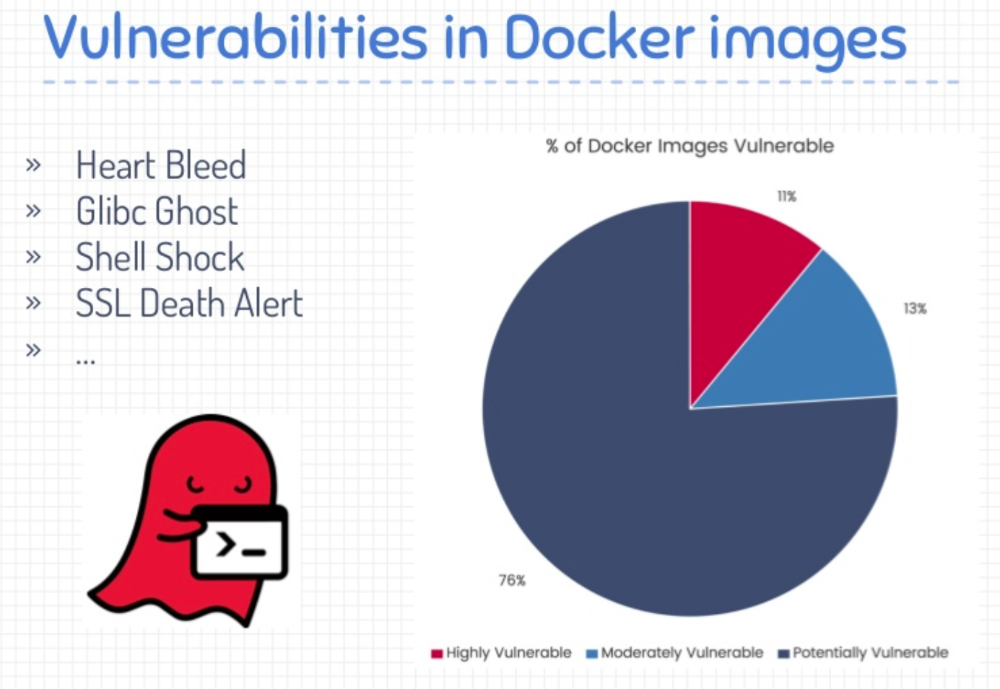 Vulnerabilities in Docker images
» Heart Bleed
» Glibc Ghost
» Shell Shock
» SSL Death Alert
» ...
>_
% of Docker Images Vulnerable
11%
13%
76%
Highly Vulnerable Moderately Vulnerable Potentially Vulnerable